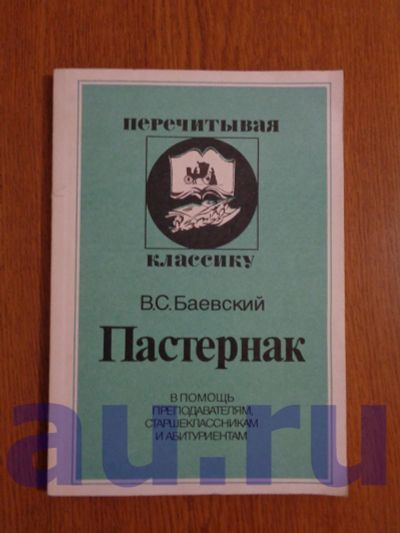 перечитывая
классику
В.С.Баевский
Пастернак
В ПОМОЩЬ
ПРЕПОДАВАТЕЛЯМ,
СТАРШЕКЛАССНИКАМ
И АБИТУРИЕНТАМ
au.ru